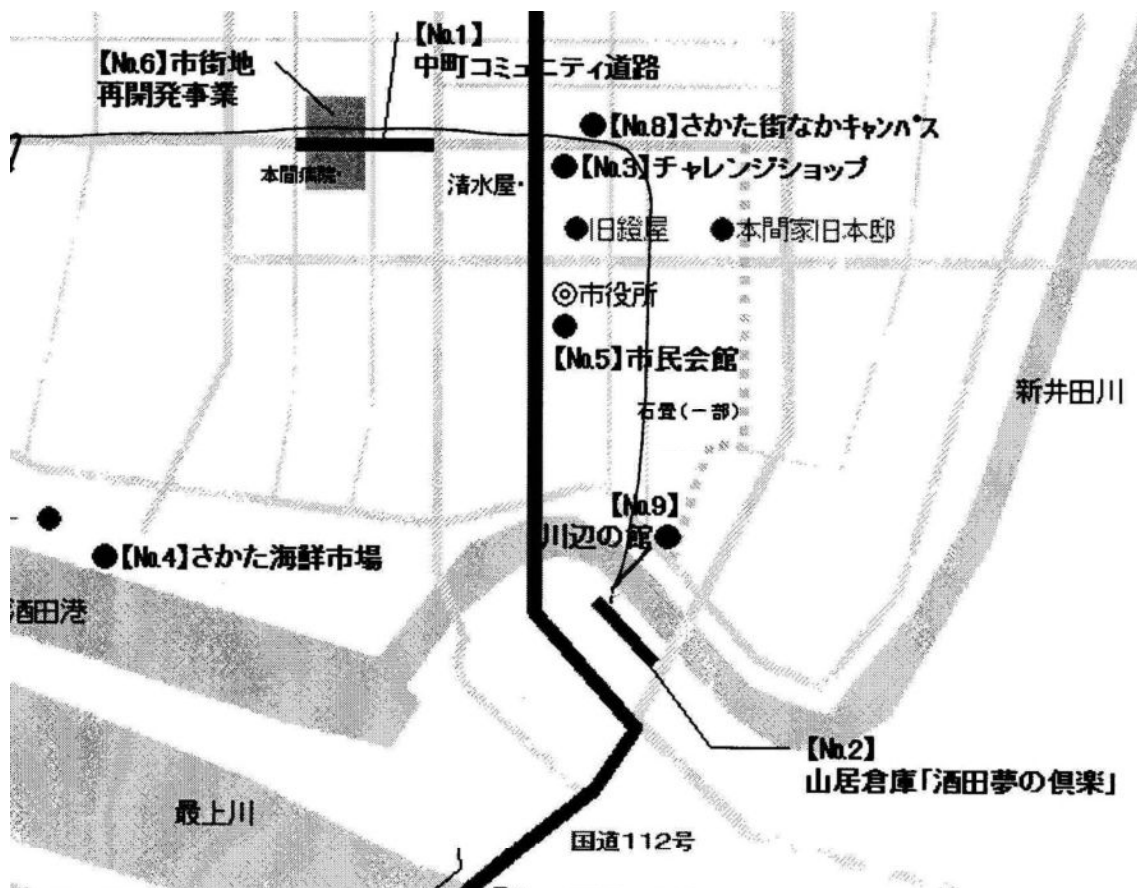 【No.1】
中町コミュニティ道路
【No.6】市街地
再開発事業
【No.8】さかた街なかキャンパス
本間病院・
清水屋・
【No.3】チャレンジショップ
旧鐙屋
本間家旧本邸
◎市役所
【No.5】市民会館
石畳(一部)
新井田川
【No.9】
川辺の館
【No.4】さかた海鮮市場
酒田港
【No.2】
山居倉庫「酒田夢の倶楽」
最上川
国道112号